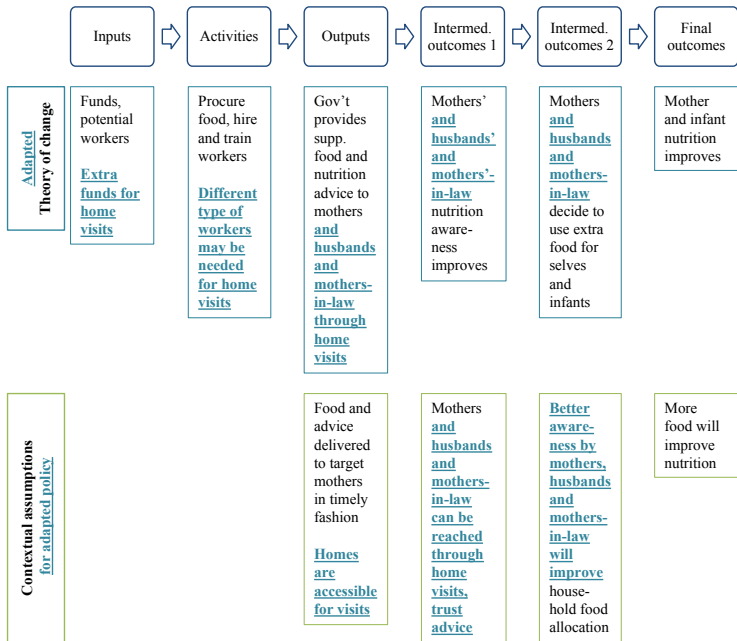 Inputs
Activities
Outputs
Intermed.
outcomes 1
Intermed.
outcomes 2
Final
outcomes
Adapted
Theory of change
Funds,
potential
workers
Extra
funds for
home
visits
Procure
food, hire
and train
workers
Different
type of
workers
may be
needed
for home
visits
Gov't
provides
supp.
food and
nutrition
advice to
mothers
and
husbands
and
mothers-
in-law
through
home
visits
Mothers'
and
husbands'
and
mothers'-
in-law
nutrition
aware-
ness
improves
Mothers
and
husbands
and
mothers-
in-law
decide to
use extra
food for
selves
and
infants
Mother
and infant
nutrition
improves
Contextual assumptions
for adapted policy
Food and
advice
delivered
to target
mothers
in timely
fashion
Homes
are
accessible
for visits
Mothers
and
husbands
and
mothers-
in-law
can be
reached
through
home
visits,
trust
advice
Better
aware-
ness by
mothers,
husbands
and
mothers-
in-law
will
improve
house-
hold food
allocation
More
food will
improve
nutrition